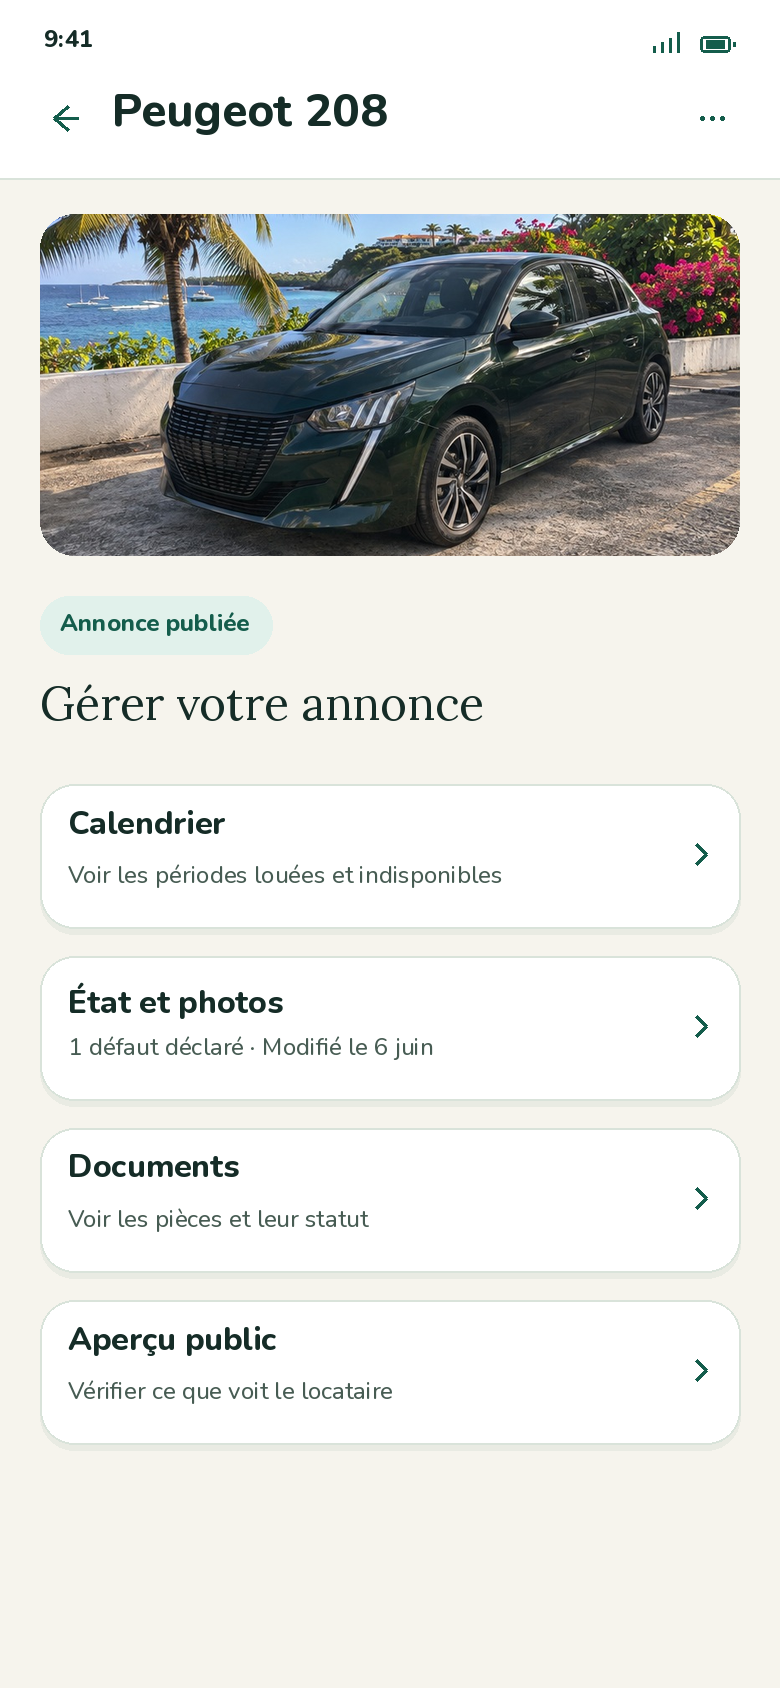 9:41
Peugeot 208
Annonce publiée
Gérer votre annonce
Calendrier
Voir les périodes louées et indisponibles
État et photos
1 défaut déclaré · Modifié le 6 juin
Documents
Voir les pièces et leur statut
Aperçu public
Vérifier ce que voit le locataire